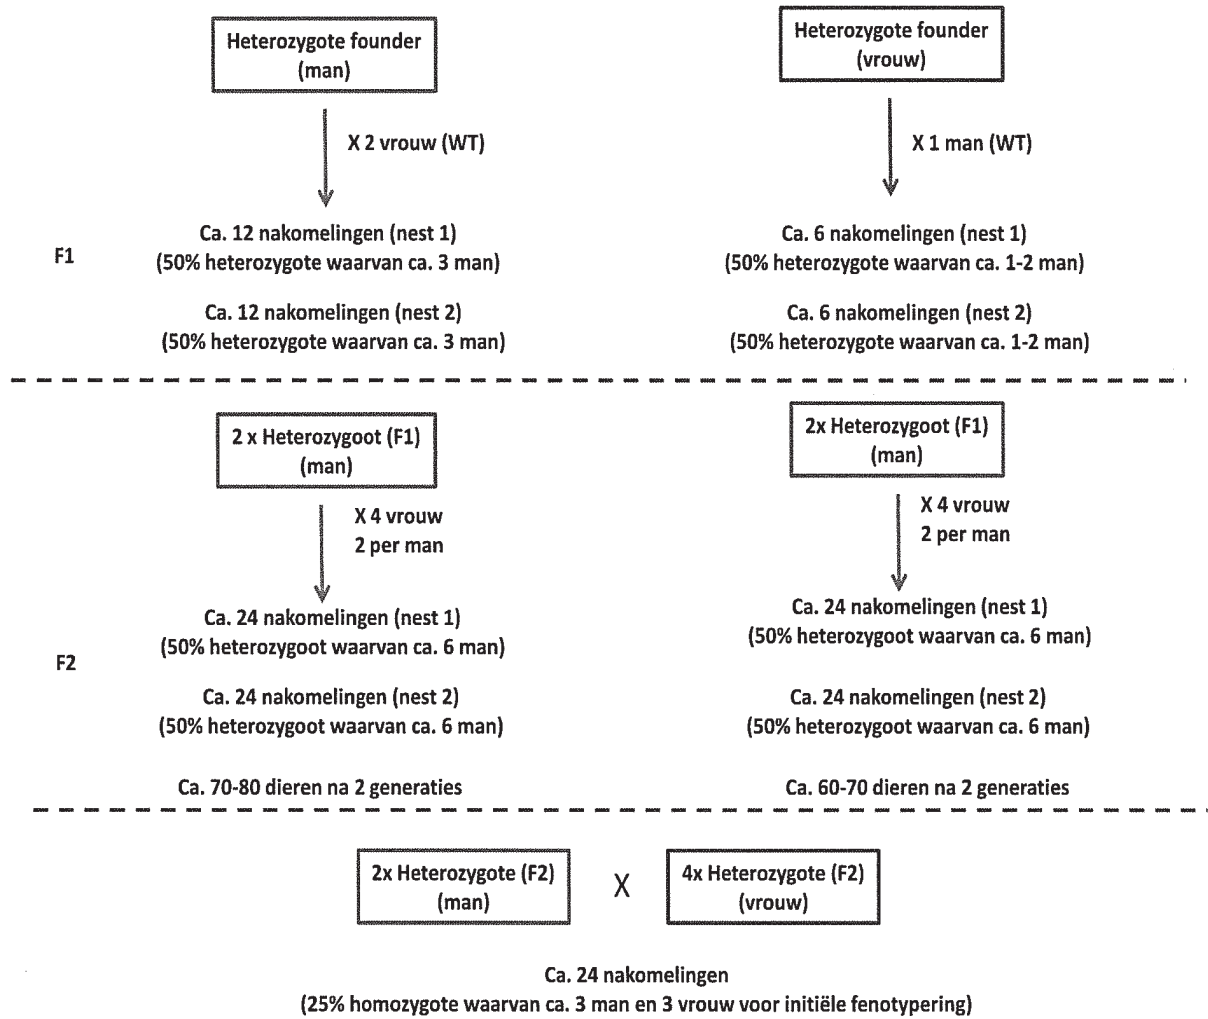 Heterozygote founder
(man)
X 2 vrouw (WT)
Ca. 12 nakomelingen (nest 1)
(50% heterozygote waarvan ca. 3 man)
Ca. 12 nakomelingen (nest 2)
(50% heterozygote waarvan ca. 3 man)
Heterozygote founder
(vrouw)
X 1 man (WT)
Ca. 6 nakomelingen (nest 1)
(50% heterozygote waarvan ca. 1-2 man)
Ca. 6 nakomelingen (nest 2)
(50% heterozygote waarvan ca. 1-2 man)
F1
2 x Heterozygoot (F1)
(man)
X 4 vrouw
2 per man
Ca. 24 nakomelingen (nest 1)
(50% heterozygoot waarvan ca. 6 man)
Ca. 24 nakomelingen (nest 2)
(50% heterozygoot waarvan ca. 6 man)
Ca. 70-80 dieren na 2 generaties
2x Heterozygoot (F1)
(man)
X 4 vrouw
2 per man
Ca. 24 nakomelingen (nest 1)
(50% heterozygoot waarvan ca. 6 man)
Ca. 24 nakomelingen (nest 2)
(50% heterozygoot waarvan ca. 6 man)
Ca. 60-70 dieren na 2 generaties
F2
2x Heterozygote (F2)
(man)
X
4x Heterozygote (F2)
(vrouw)
Ca. 24 nakomelingen
(25% homozygote waarvan ca. 3 man en 3 vrouw voor initiële fenotypering)